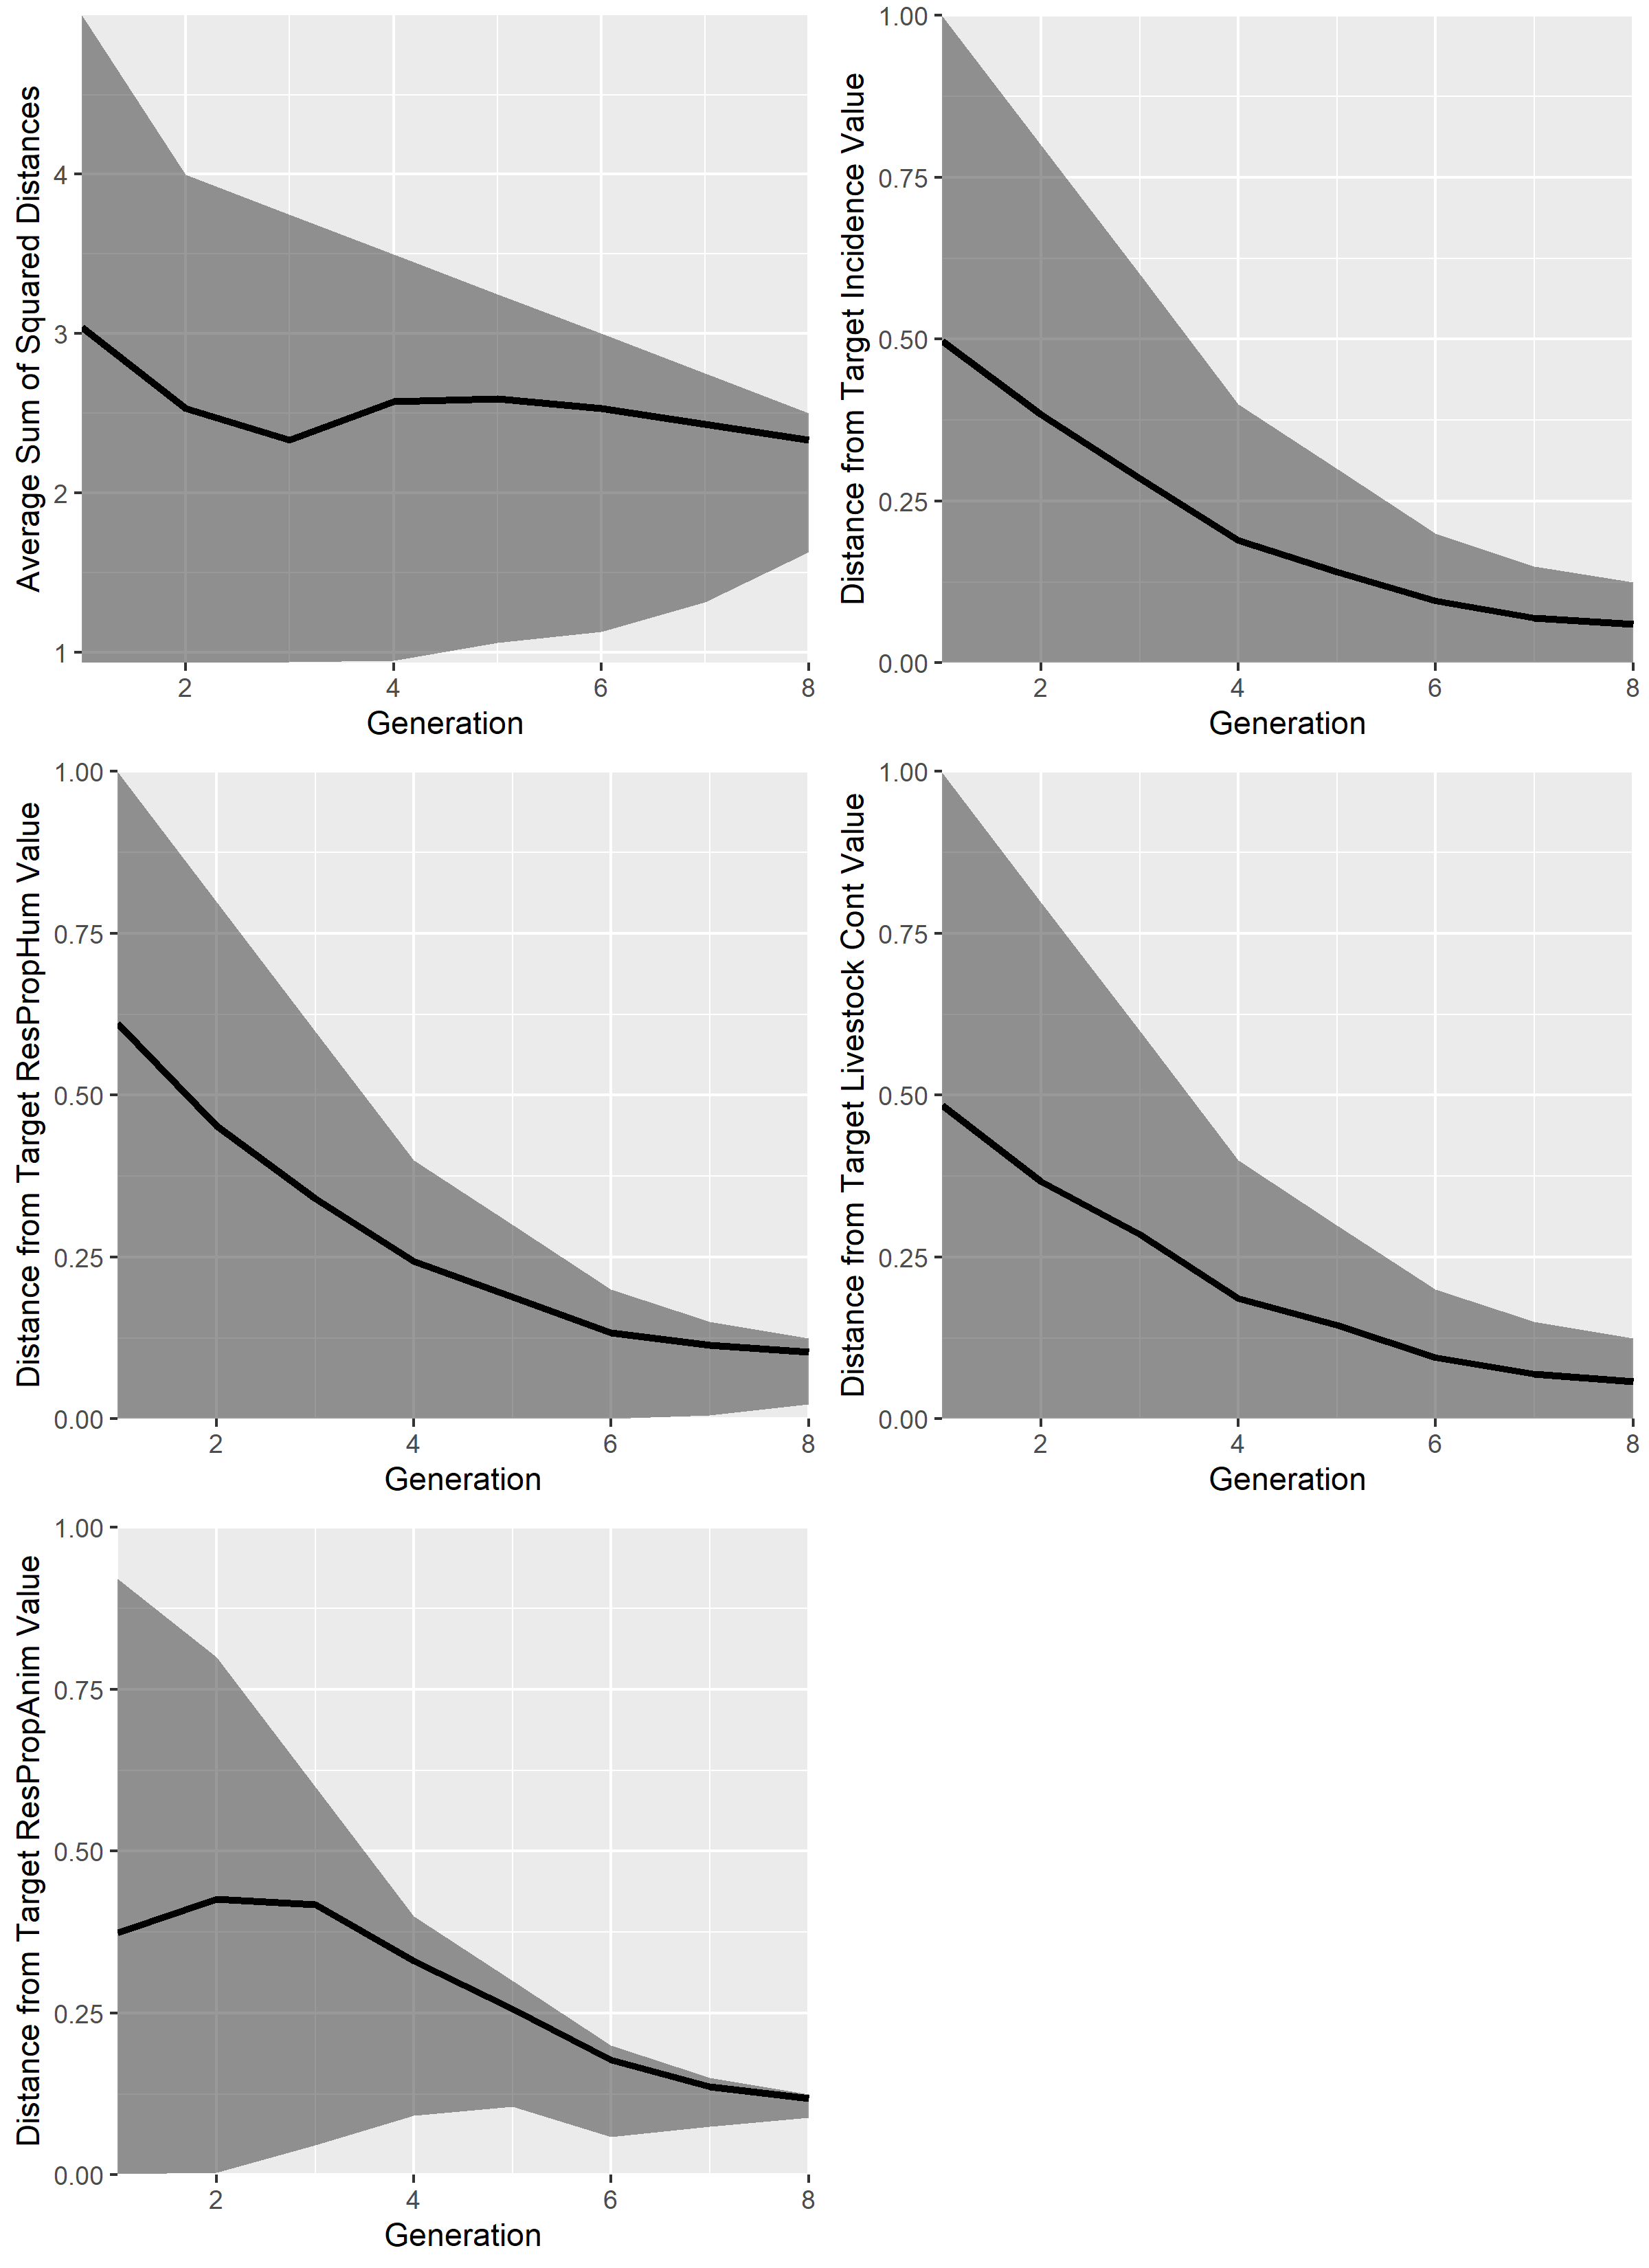 Average Sum of Squared Distances
4
3
2
1
2 4 6 8
Generation
Distance from Target Incidence Value
1.00
0.75
0.50
0.25
0.00
2 4 6 8
Generation
Distance from Target ResPropHum Value
1.00
0.75
0.50
0.25
0.00
2 4 6 8
Generation
Distance from Target Livestock Cont Value
1.00
0.75
0.50
0.25
0.00
2 4 6 8
Generation
Distance from Target ResPropAnim Value
1.00
0.75
0.50
0.25
0.00
2 4 6 8
Generation